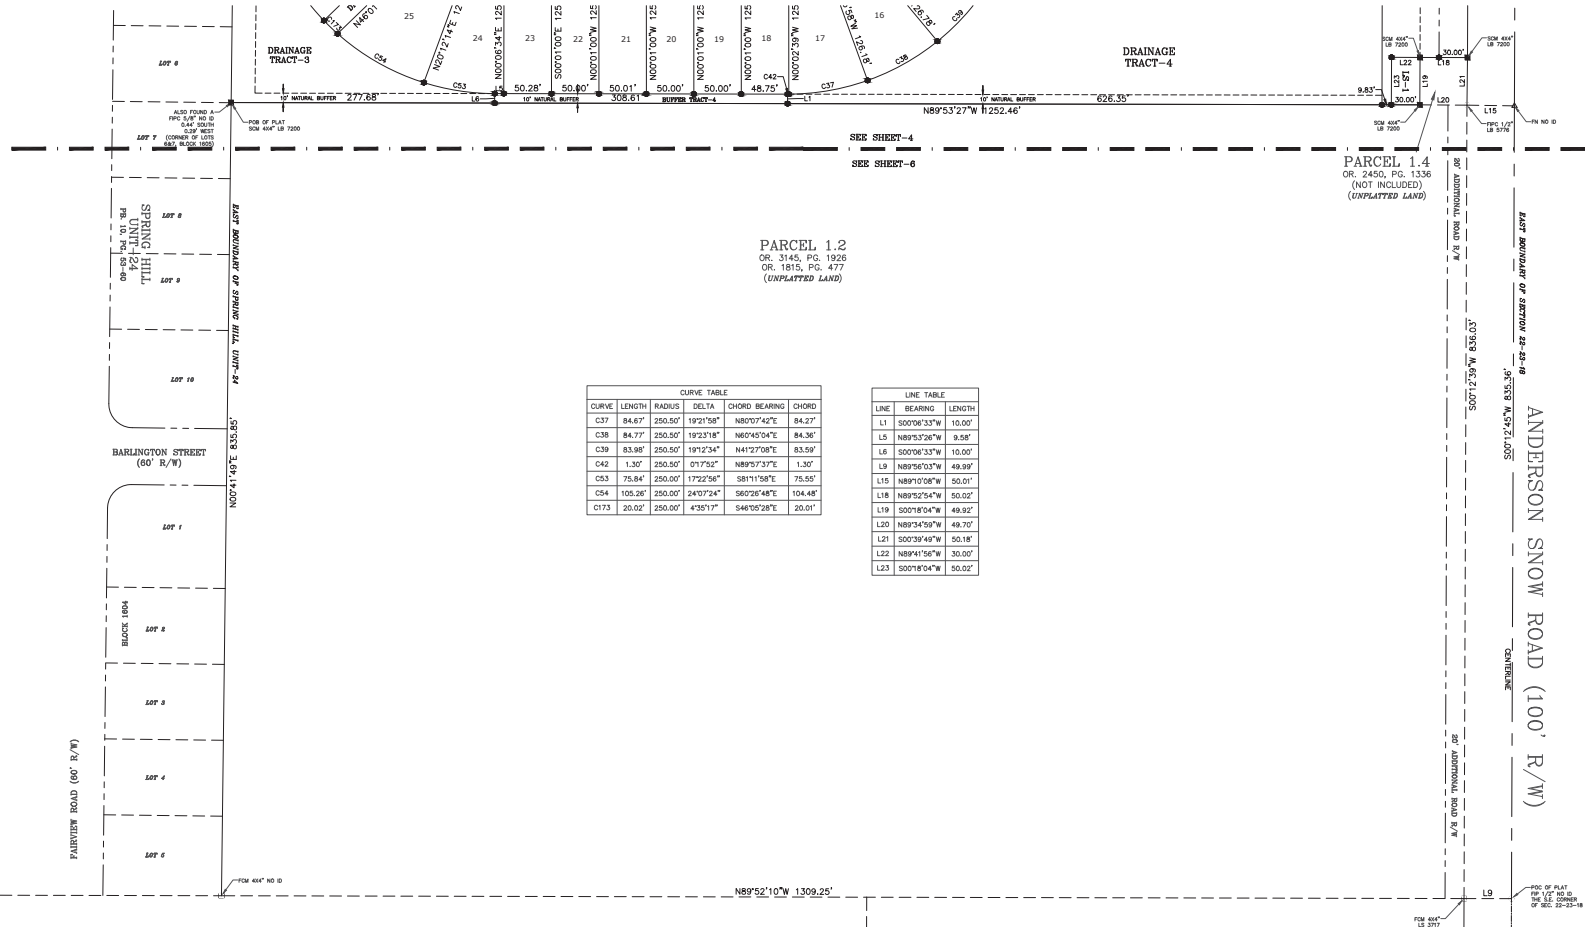 25
24
23
22
21
20
19
18
17
16
C173
N46°01
C54
N20°12'14"E 12
C53
N00°06'34"E 125
S00°01'00"E 125
N00°01'00"W 125
N00°01'00"W 125
N00°01'00"W 125
N00°01'00"W 125
N00°02'39"W 125
'58"W 126.18'
26.78'
C39
C38
C37
C42
LOT 6
DRAINAGE
TRACT-3
DRAINAGE
TRACT-4
SCM 4X4"
LB 7200
30.00'
L22
L18
SCM 4X4"
LB 7200
L23
LS-1
L19
L21
L5
50.28'
50.00'
50.01'
50.00'
50.00'
48.75'
10' NATURAL BUFFER
277.68'
L6
10' NATURAL BUFFER
308.61'
BUFFER TRACT-4
L1
10' NATURAL BUFFER
626.35'
9.83'
30.00'
L20
L15
N89°53'27"W 1252.46'
ALSO FOUND A
FIPC 5/8" NO ID
0.44' SOUTH
0.29' WEST
(CORNER OF LOTS
6&7, BLOCK 1605)
LOT 7
POB OF PLAT
SCM 4X4" LB 7200
SCM 4X4"
LB 7200
FIPC 1/2"
LB 5776
FN NO ID
SEE SHEET-4
SEE SHEET-6
PARCEL 1.4
OR. 2450, PG. 1336
(NOT INCLUDED)
(UNPLATTED LAND)
20' ADDITIONAL ROAD R/W
SPRING HILL
UNIT-24
PB. 10, PG. 53-60
LOT 8
LOT 9
LOT 10
EAST BOUNDARY OF SPRING HILL, UNIT-24
PARCEL 1.2
OR. 3145, PG. 1926
OR. 1815, PG. 477
(UNPLATTED LAND)
EAST BOUNDARY OF SECTION 22-23-18
S00°12'39"W 836.03'
S00°12'45"W 835.36'
N00°41'49"E 835.85'
BARLINGTON STREET
(60' R/W)
CURVE TABLE
CURVE LENGTH RADIUS DELTA CHORD BEARING CHORD
C37 84.67' 250.50' 19°21'58" N80°07'42"E 84.27'
C38 84.77' 250.50' 19°23'18" N60°45'04"E 84.36'
C39 83.98' 250.50' 19°12'34" N41°27'08"E 83.59'
C42 1.30' 250.50' 0°17'52" N89°57'37"E 1.30'
C53 75.84' 250.00' 17°22'56" S81°11'58"E 75.55'
C54 105.26' 250.00' 24°07'24" S60°26'48"E 104.48'
C173 20.02' 250.00' 4°35'17" S46°05'28"E 20.01'
LINE TABLE
LINE BEARING LENGTH
L1 S00°06'33"W 10.00'
L5 N89°53'26"W 9.58'
L6 S00°06'33"W 10.00'
L9 N89°56'03"W 49.99'
L15 N89°10'08"W 50.01'
L18 N89°52'54"W 50.02'
L19 S00°18'04"W 49.92'
L20 N89°34'59"W 49.70'
L21 S00°39'49"W 50.18'
L22 N89°41'56"W 30.00'
L23 S00°18'04"W 50.02'
ANDERSON SNOW ROAD (100' R/W)
CENTERLINE
LOT 1
BLOCK 1604
LOT 2
LOT 3
LOT 4
LOT 5
FAIRVIEW ROAD (60' R/W)
20' ADDITIONAL ROAD R/W
FCM 4X4" NO ID
N89°52'10"W 1309.25'
L9
POC OF PLAT
FIP 1/2" NO ID
THE S.E. CORNER
OF SEC. 22-23-18
FCM 4X4"
LS 3717